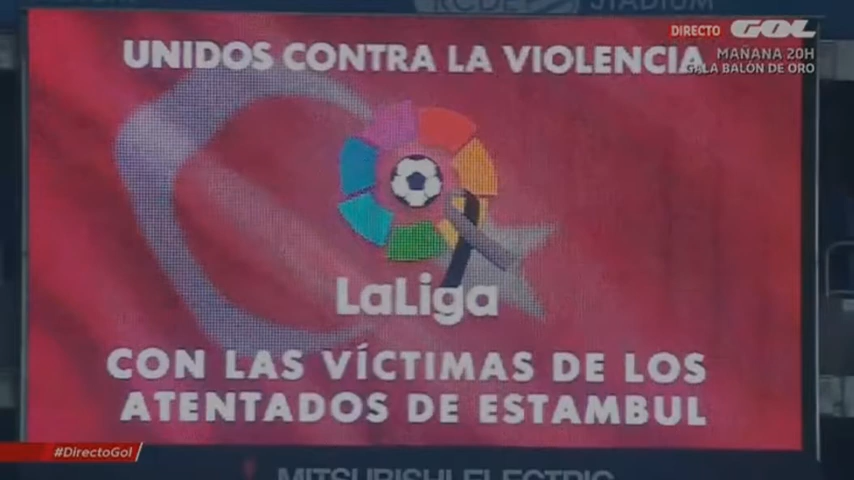 RCDE STADIUM
DIRECTO GOL
MAÑANA 20H
GALA BALÓN DE ORO
UNIDOS CONTRA LA VIOLENCIA
LaLiga
CON LAS VÍCTIMAS DE LOS
ATENTADOS DE ESTAMBUL
#DirectoGol
MITSUBISHI ELECTRIC